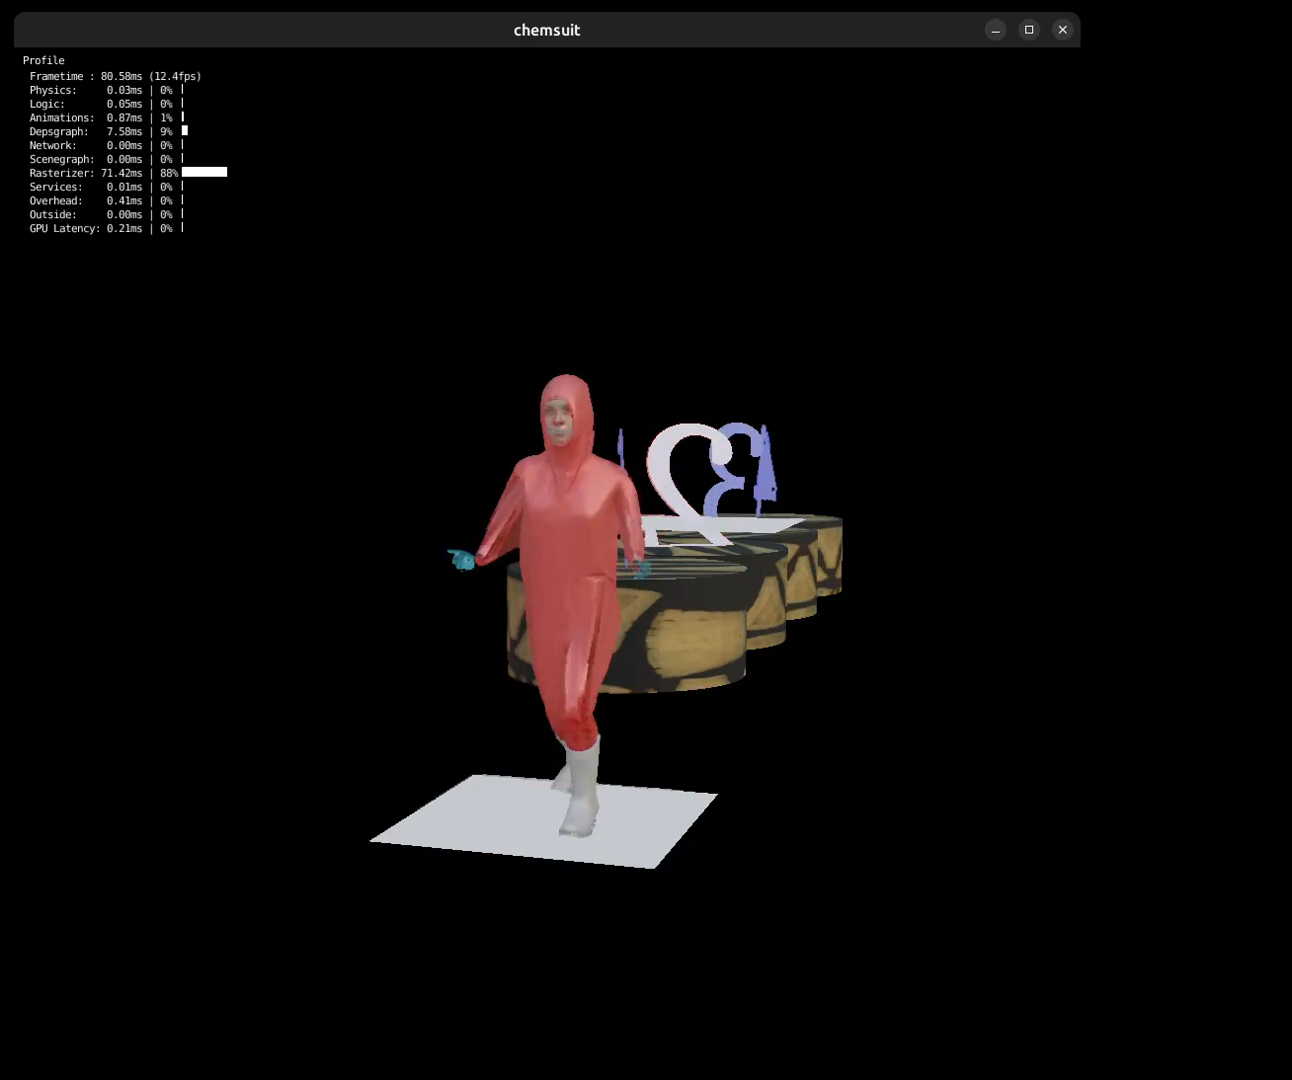 chemsuit
Profile
Frametime : 80.58ms (12.4fps)
Physics: 0.03ms | 0%
Logic: 0.05ms | 0%
Animations: 0.87ms | 1%
Depsgraph: 7.58ms | 9%
Network: 0.00ms | 0%
Scenegraph: 0.00ms | 0%
Rasterizer: 71.42ms | 88%
Services: 0.01ms | 0%
Overhead: 0.41ms | 0%
Outside: 0.00ms | 0%
GPU Latency: 0.21ms | 0%